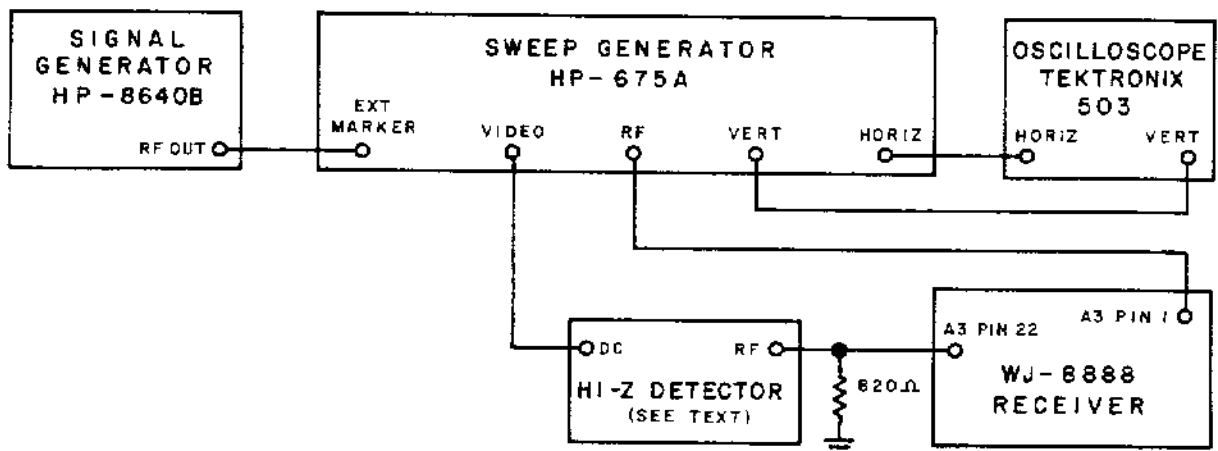 SIGNAL
GENERATOR
HP-8640B
RF OUT
SWEEP GENERATOR
HP-675A
EXT
MARKER
VIDEO
RF
VERT
HORIZ
OSCILLOSCOPE
TEKTRONIX
503
HORIZ
VERT
DC
RF
HI-Z DETECTOR
(SEE TEXT)
820Ω
A3 PIN 22
A3 PIN 1
WJ-8888
RECEIVER